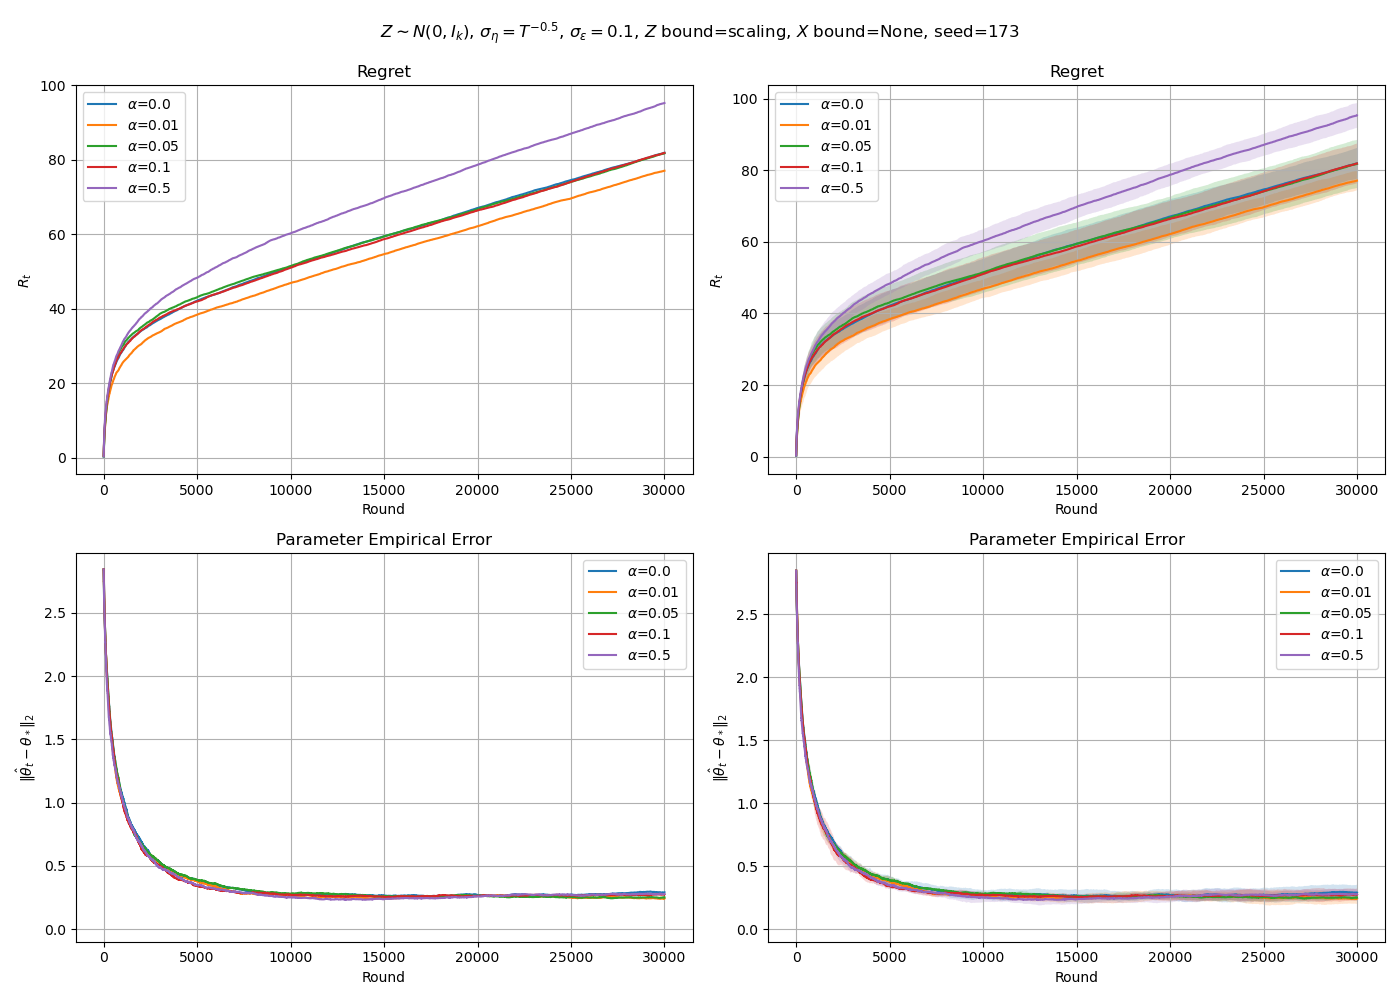 Z ∼ N(0, I_k), σ_η = T^{−0.5}, σ_ε = 0.1, Z bound=scaling, X bound=None, seed=173
Regret
R_t
100
80
60
40
20
0
α=0.0
α=0.01
α=0.05
α=0.1
α=0.5
0 5000 10000 15000 20000 25000 30000
Round
Regret
R_t
100
80
60
40
20
0
α=0.0
α=0.01
α=0.05
α=0.1
α=0.5
0 5000 10000 15000 20000 25000 30000
Round
Parameter Empirical Error
‖θ̂_t − θ_*‖_2
2.5
2.0
1.5
1.0
0.5
0.0
α=0.0
α=0.01
α=0.05
α=0.1
α=0.5
0 5000 10000 15000 20000 25000 30000
Round
Parameter Empirical Error
‖θ̂_t − θ_*‖_2
2.5
2.0
1.5
1.0
0.5
0.0
α=0.0
α=0.01
α=0.05
α=0.1
α=0.5
0 5000 10000 15000 20000 25000 30000
Round